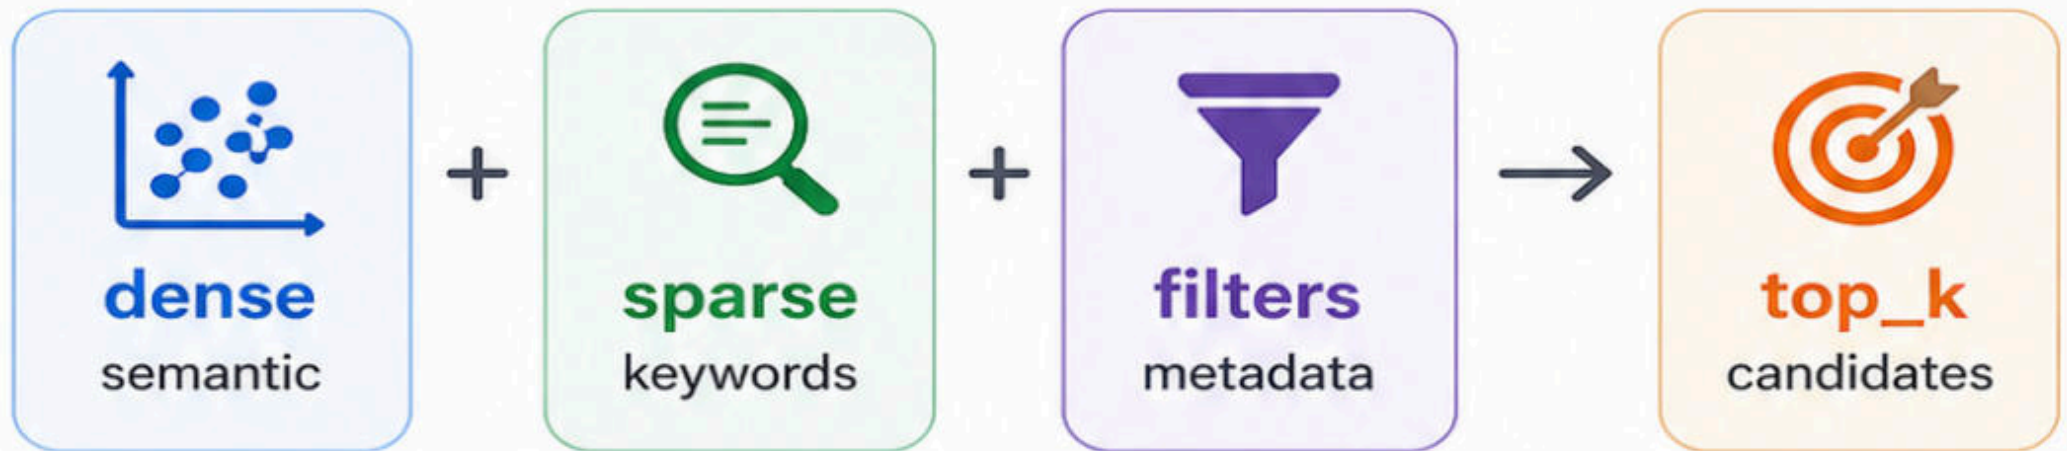 dense
semantic
+
sparse
keywords
+
filters
metadata
top_k
candidates